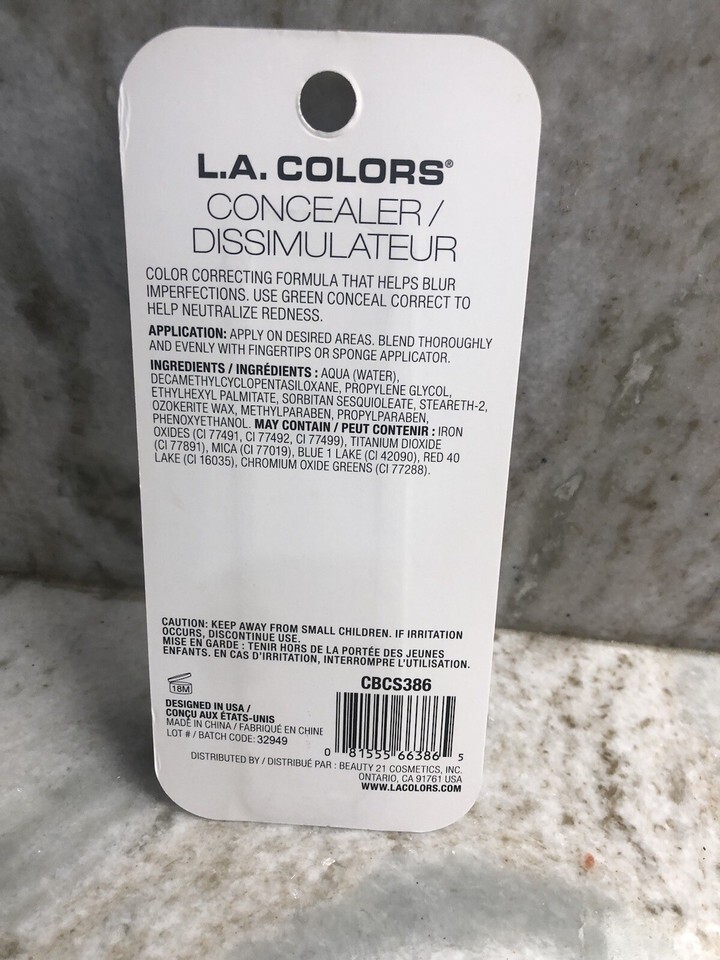 L.A. COLORS®
CONCEALER /
DISSIMULATEUR
COLOR CORRECTING FORMULA THAT HELPS BLUR
IMPERFECTIONS. USE GREEN CONCEAL CORRECT TO
HELP NEUTRALIZE REDNESS.
APPLICATION: APPLY ON DESIRED AREAS. BLEND THOROUGHLY
AND EVENLY WITH FINGERTIPS OR SPONGE APPLICATOR.
INGREDIENTS / INGRÉDIENTS : AQUA (WATER),
DECAMETHYLCYCLOPENTASILOXANE, PROPYLENE GLYCOL,
ETHYLHEXYL PALMITATE, SORBITAN SESQUIOLEATE, STEARETH-2,
OZOKERITE WAX, METHYLPARABEN, PROPYLPARABEN,
PHENOXYETHANOL. MAY CONTAIN / PEUT CONTENIR : IRON
OXIDES (CI 77491, CI 77492, CI 77499), TITANIUM DIOXIDE
(CI 77891), MICA (CI 77019), BLUE 1 LAKE (CI 42090), RED 40
LAKE (CI 16035), CHROMIUM OXIDE GREENS (CI 77288).
CAUTION: KEEP AWAY FROM SMALL CHILDREN. IF IRRITATION
OCCURS, DISCONTINUE USE.
MISE EN GARDE : TENIR HORS DE LA PORTÉE DES JEUNES
ENFANTS. EN CAS D'IRRITATION, INTERROMPRE L'UTILISATION.
18M
CBCS386
DESIGNED IN USA /
CONÇU AUX ÉTATS-UNIS
MADE IN CHINA / FABRIQUÉ EN CHINE
LOT # / BATCH CODE: 32949
0 81555 66386 5
DISTRIBUTED BY / DISTRIBUÉ PAR : BEAUTY 21 COSMETICS, INC.
ONTARIO, CA 91761 USA
WWW.LACOLORS.COM